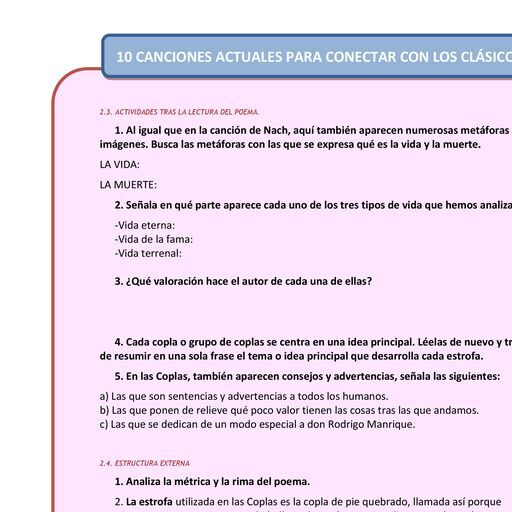 10 CANCIONES ACTUALES PARA CONECTAR CON LOS CLÁSICO
2.3. ACTIVIDADES TRAS LA LECTURA DEL POEMA.
1. Al igual que en la canción de Nach, aquí también aparecen numerosas metáforas
imágenes. Busca las metáforas con las que se expresa qué es la vida y la muerte.
LA VIDA:
LA MUERTE:
2. Señala en qué parte aparece cada uno de los tres tipos de vida que hemos analiza
-Vida eterna:
-Vida de la fama:
-Vida terrenal:
3. ¿Qué valoración hace el autor de cada una de ellas?
4. Cada copla o grupo de coplas se centra en una idea principal. Léelas de nuevo y tr
de resumir en una sola frase el tema o idea principal que desarrolla cada estrofa.
5. En las Coplas, también aparecen consejos y advertencias, señala las siguientes:
a) Las que son sentencias y advertencias a todos los humanos.
b) Las que ponen de relieve qué poco valor tienen las cosas tras las que andamos.
c) Las que se dedican de un modo especial a don Rodrigo Manrique.
2.4. ESTRUCTURA EXTERNA
1. Analiza la métrica y la rima del poema.
2. La estrofa utilizada en las Coplas es la copla de pie quebrado, llamada así porque